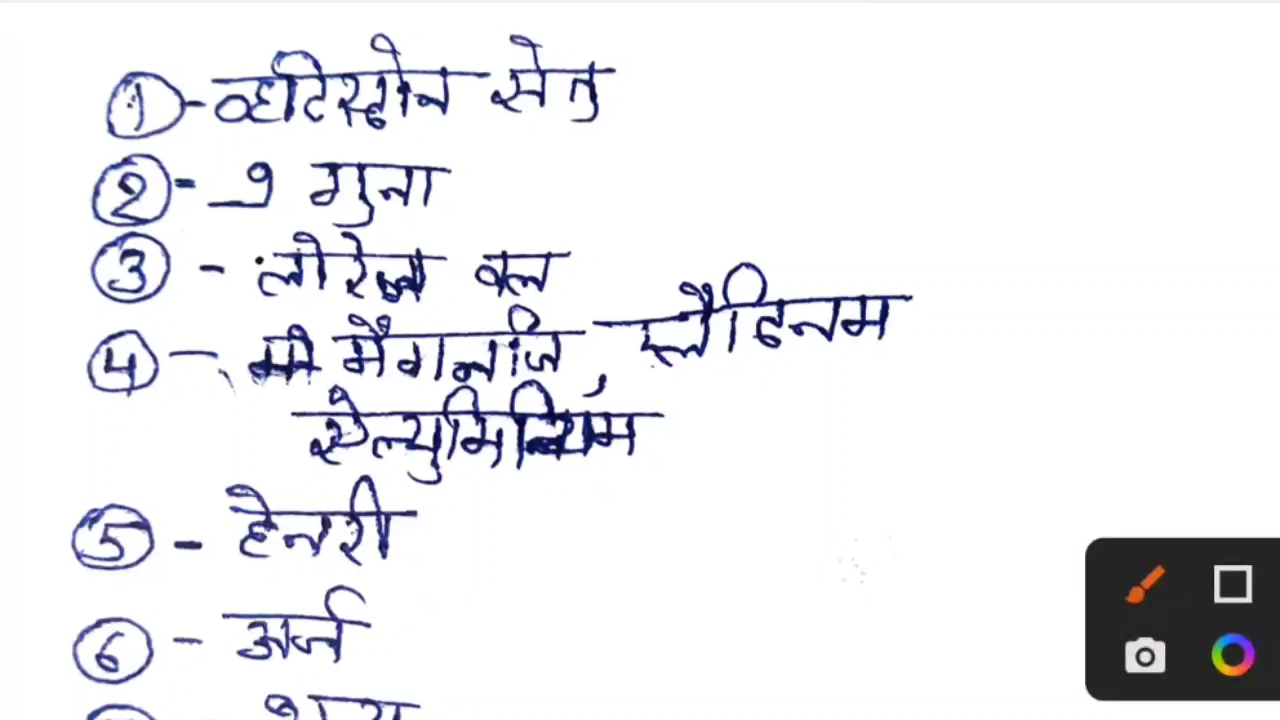 ① - व्हीटस्टोन सेतु
② - 9 गुना
③ - लोरेन्ज बल
④ - मैगनीज, प्लैटिनम
सेल्युमिनियम
⑤ - हेनरी
⑥ - अर्ज